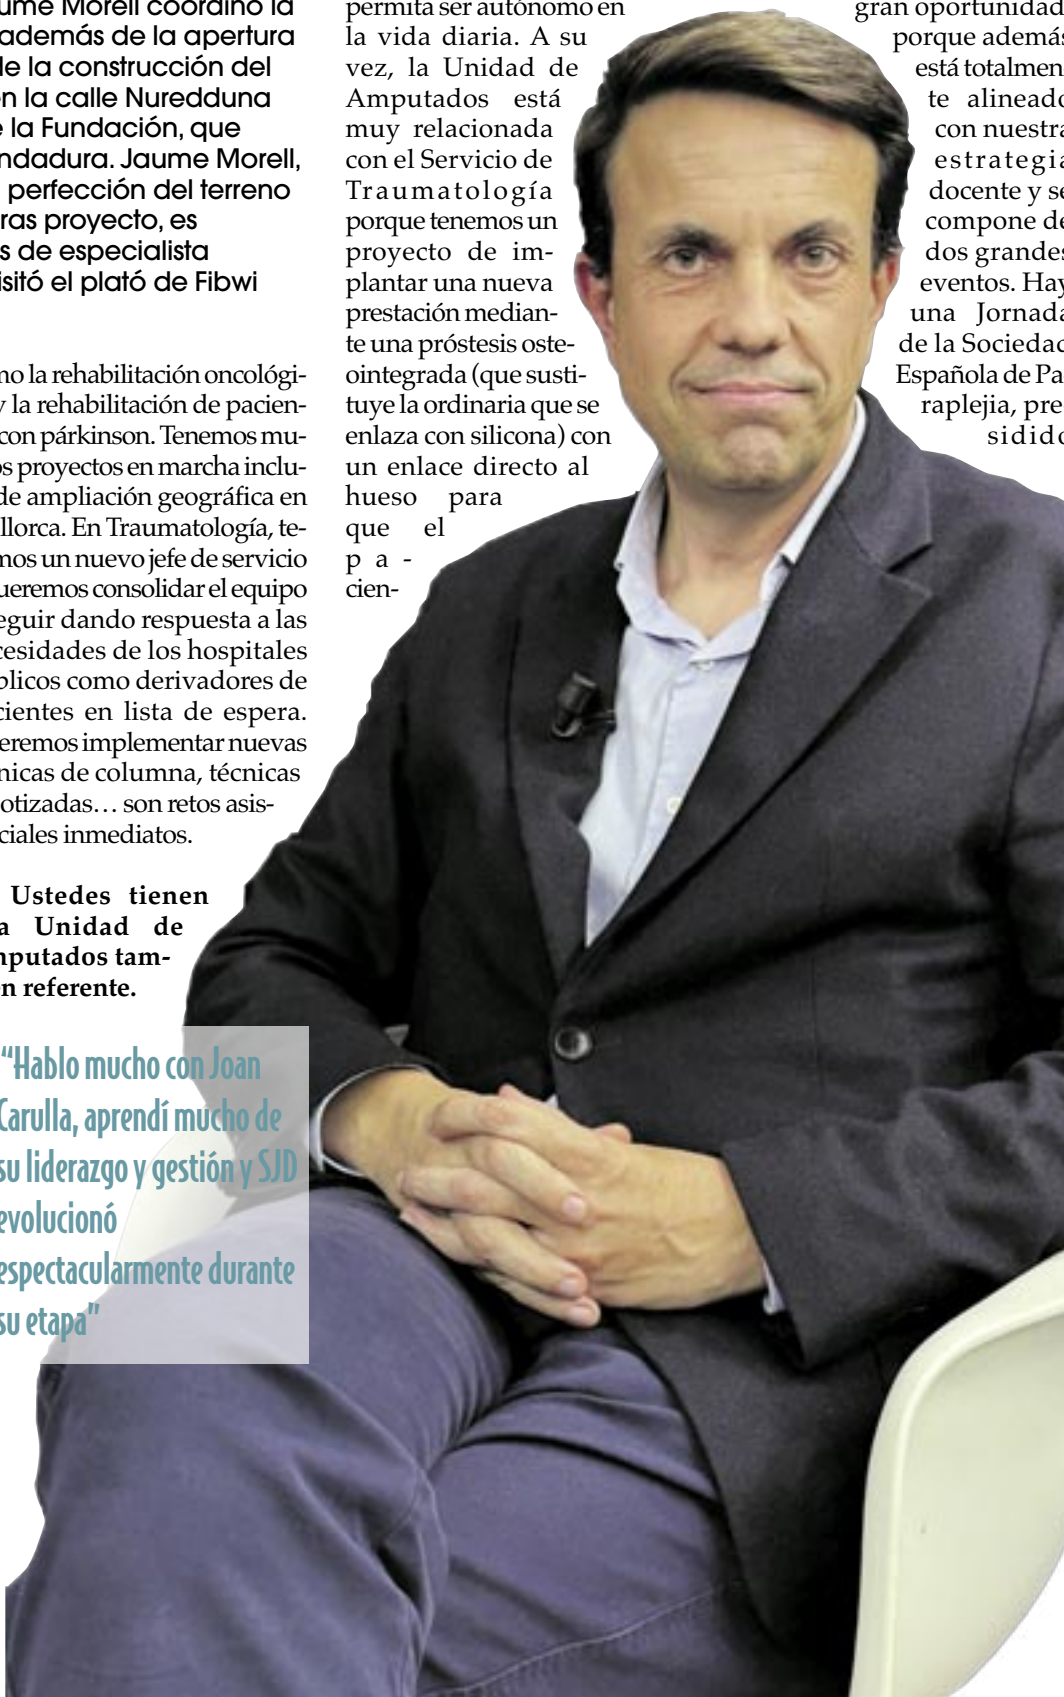 ume Morell coordinó la
además de la apertura
de la construcción del
en la calle Nuredduna
e la Fundación, que
ndadura. Jaume Morell,
perfección del terreno
ras proyecto, es
s de especialista
isitó el plató de Fibwi
mo la rehabilitación oncológi-
y la rehabilitación de pacien-
con párkinson. Tenemos mu-
os proyectos en marcha inclu-
de ampliación geográfica en
llorca. En Traumatología, te-
mos un nuevo jefe de servicio
ueremos consolidar el equipo
eguir dando respuesta a las
cesidades de los hospitales
blicos como derivadores de
cientes en lista de espera.
eremos implementar nuevas
nicas de columna, técnicas
otizadas… son retos asis-
ciales inmediatos.
Ustedes tienen
a Unidad de
mputados tam-
én referente.
“Hablo mucho con Joan
Carulla, aprendí mucho de
su liderazgo y gestión y SJD
evolucionó
espectacularmente durante
su etapa”
permita ser autónomo en
la vida diaria. A su
vez, la Unidad de
Amputados está
muy relacionada
con el Servicio de
Traumatología
porque tenemos un
proyecto de im-
plantar una nueva
prestación median-
te una próstesis oste-
ointegrada (que susti-
tuye la ordinaria que se
enlaza con silicona) con
un enlace directo al
hueso para
que el
pa-
cien-
gran oportunidad
porque además
está totalmen
te alineado
con nuestra
estrategia
docente y se
compone de
dos grandes
eventos. Hay
una Jornada
de la Sociedad
Española de Pa
raplejia, pre
sidido